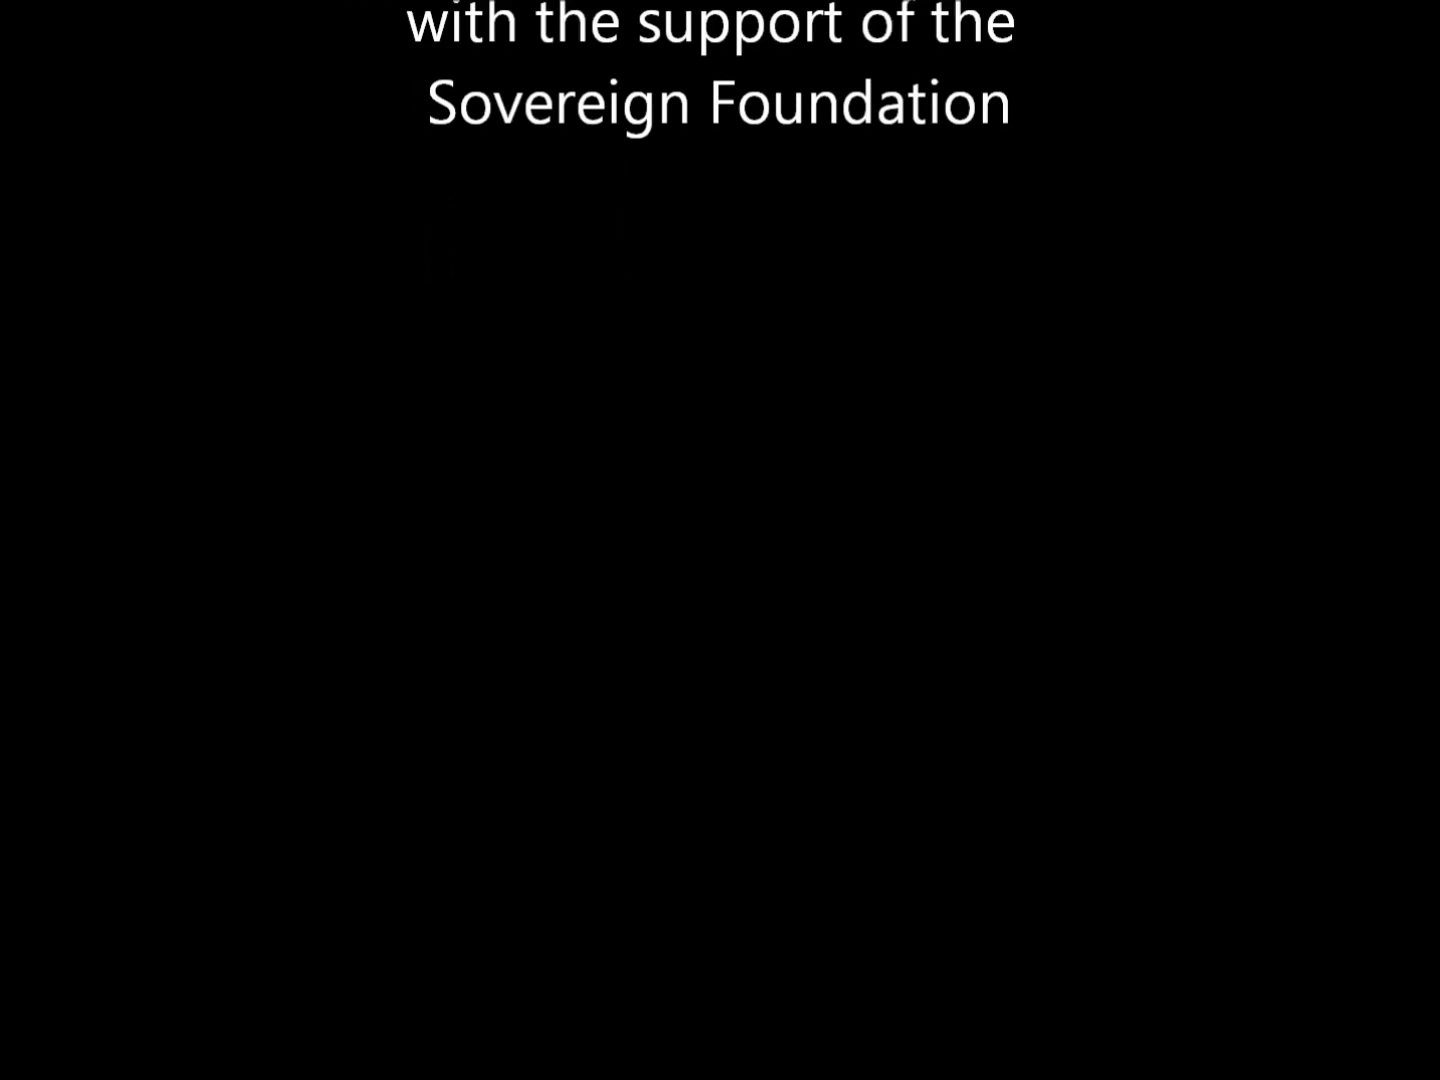 with the support of the
Sovereign Foundation